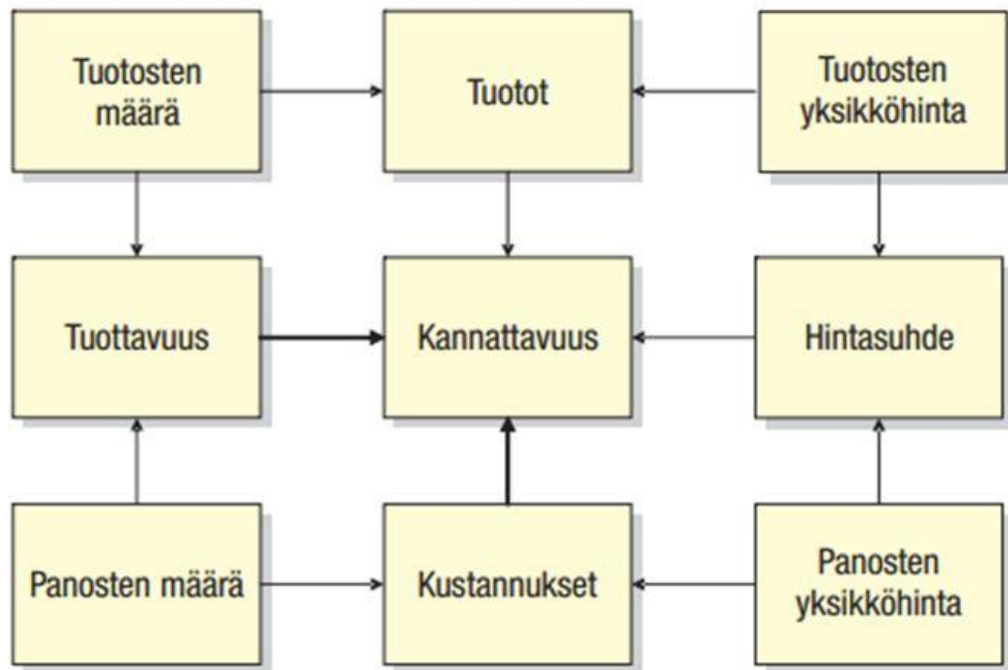 Tuotosten
määrä
Tuotot
Tuotosten
yksikköhinta
Tuottavuus
Kannattavuus
Hintasuhde
Panosten määrä
Kustannukset
Panosten
yksikköhinta